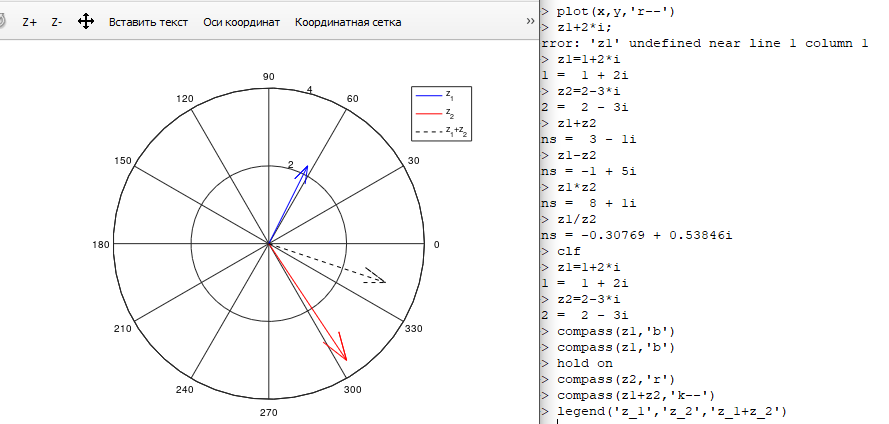 Z+ Z- Вставить текст Оси координат Координатная сетка »
90
120 4 60
z1
z2
z1+z2
150 2 30
180 0
210 330
240 300
270
> plot(x,y,'r--')
> z1+2*i;
rror: 'z1' undefined near line 1 column 1
> z1=1+2*i
1 =  1 + 2i
> z2=2-3*i
2 =  2 - 3i
> z1+z2
ns =  3 - 1i
> z1-z2
ns = -1 + 5i
> z1*z2
ns =  8 + 1i
> z1/z2
ns = -0.30769 + 0.53846i
> clf
> z1=1+2*i
1 =  1 + 2i
> z2=2-3*i
2 =  2 - 3i
> compass(z1,'b')
> compass(z1,'b')
> hold on
> compass(z2,'r')
> compass(z1+z2,'k--')
> legend('z_1','z_2','z_1+z_2')